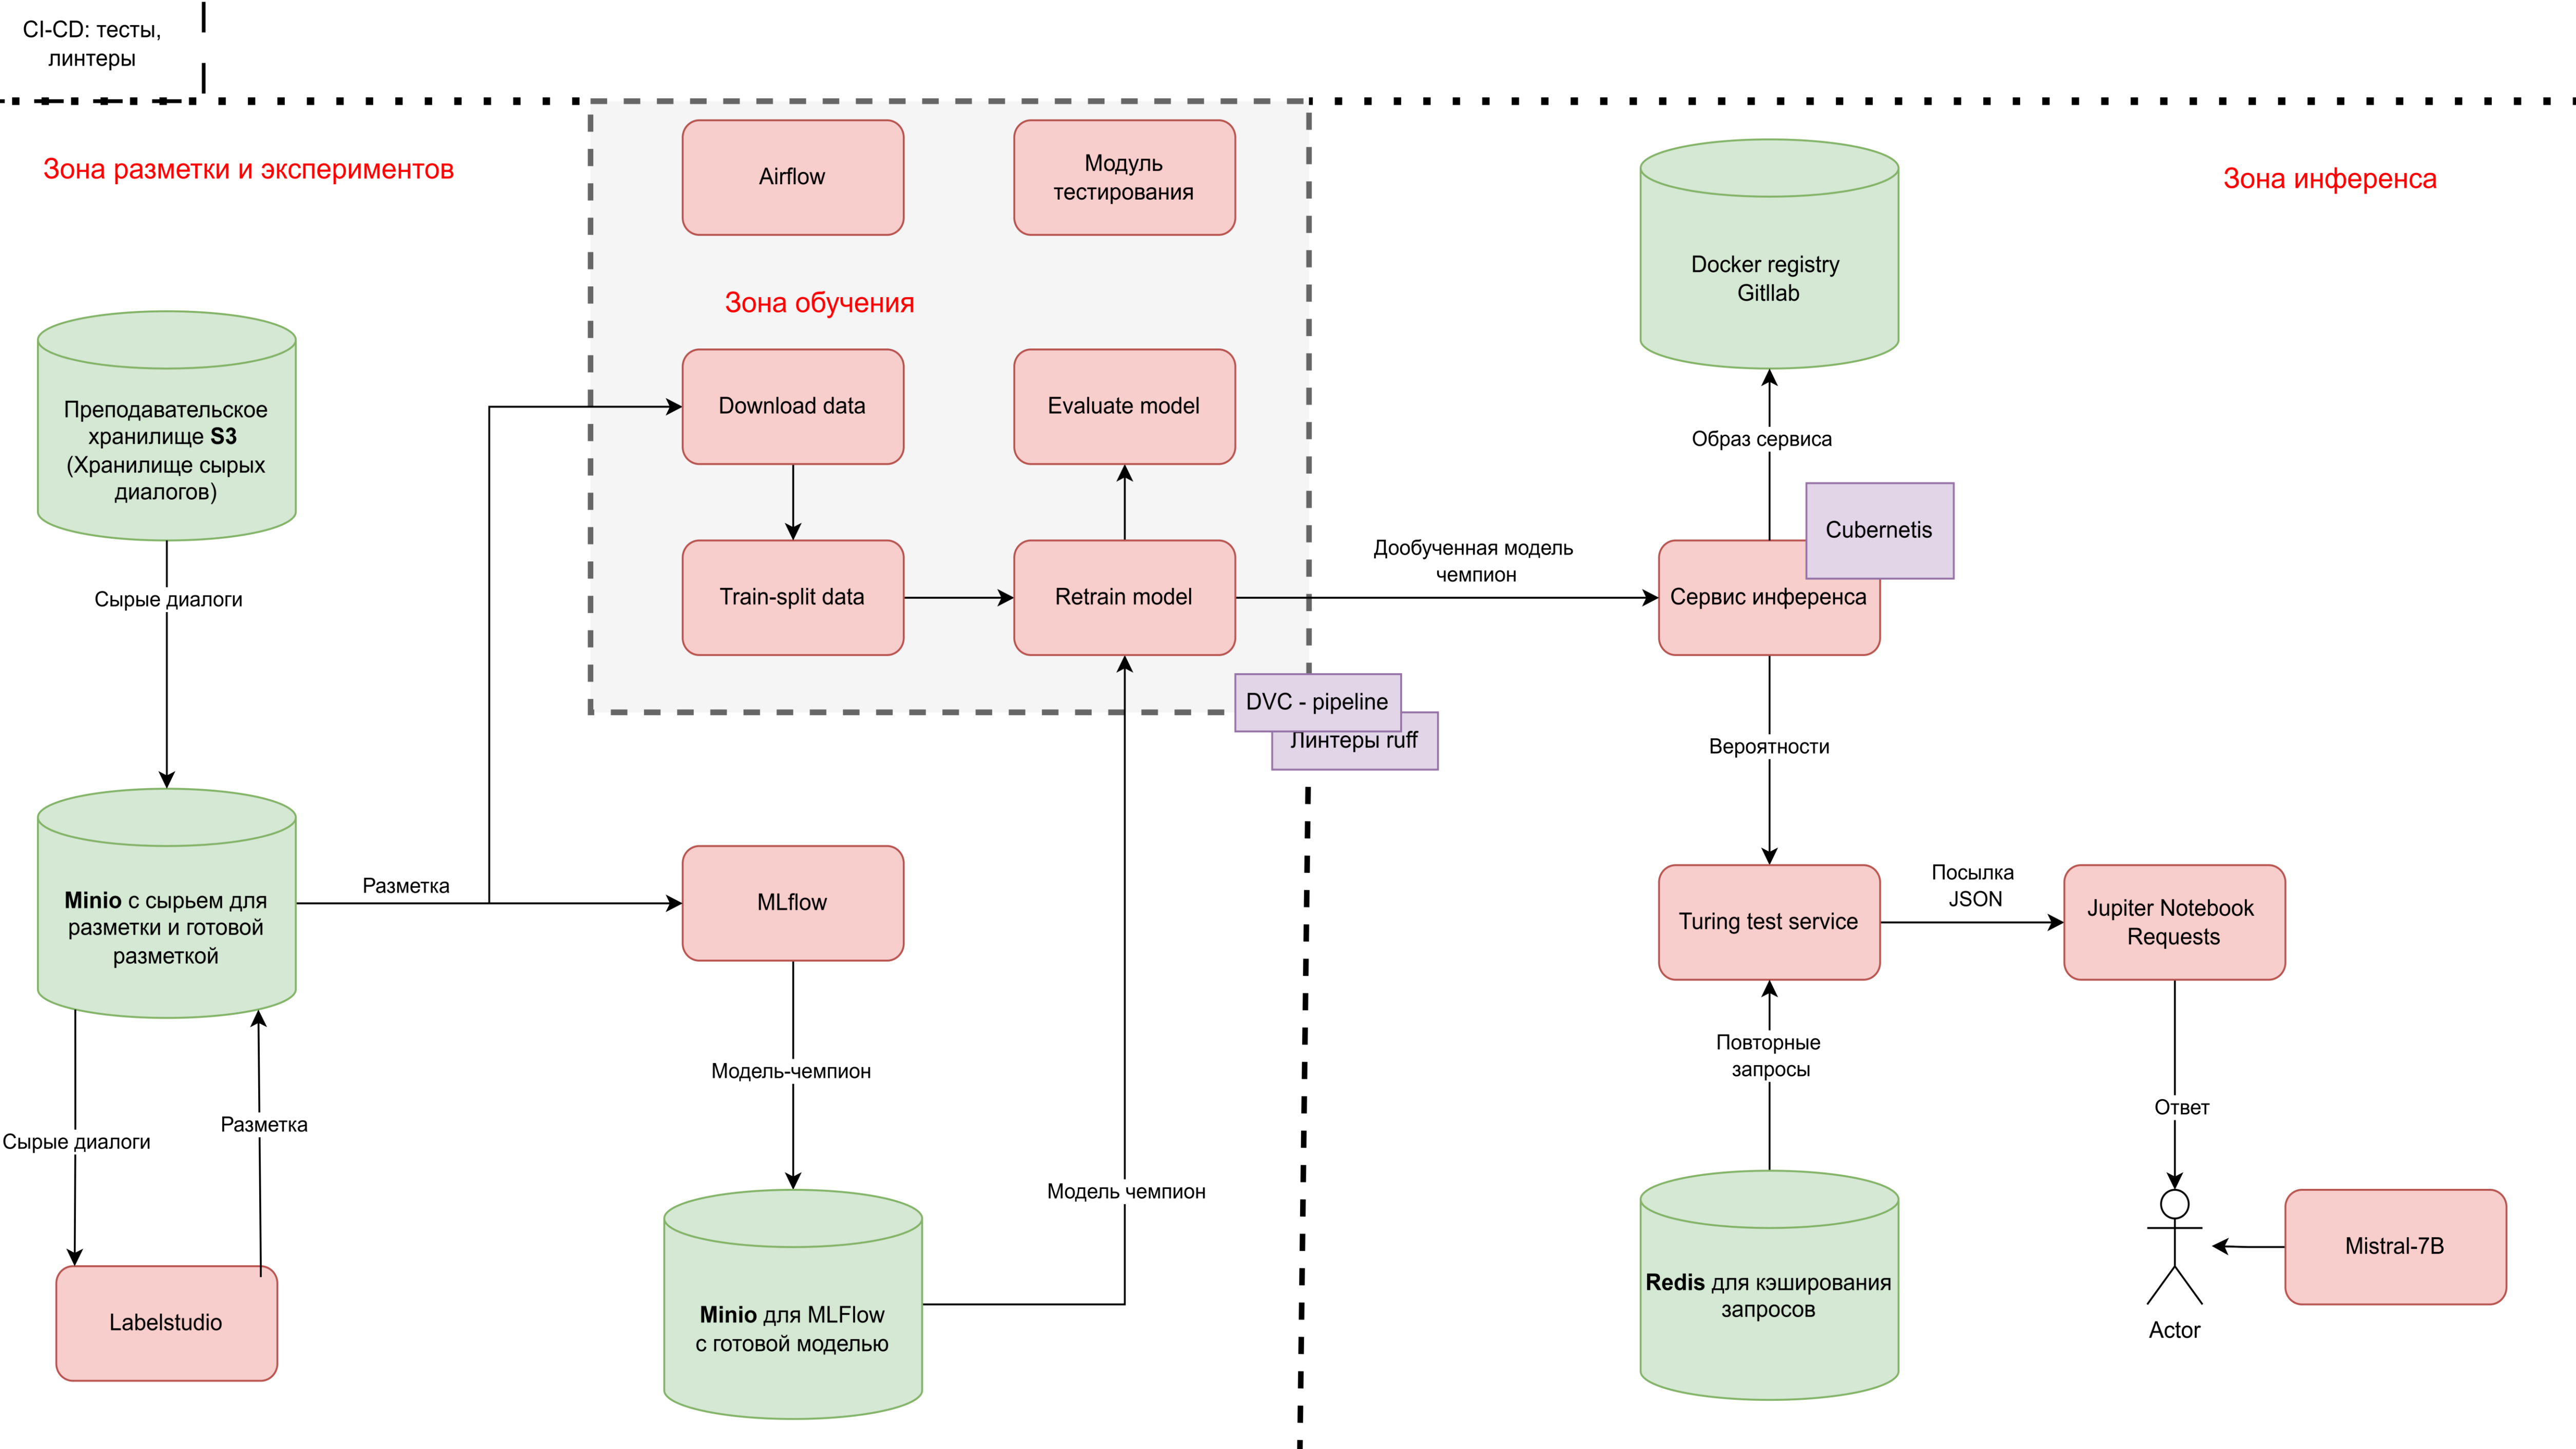 CI-CD: тесты,
линтеры
Зона разметки и экспериментов
Airflow
Модуль
тестирования
Зона инференса
Docker registry
Gitllab
Зона обучения
Преподавательское
хранилище S3
(Хранилище сырых
диалогов)
Download data
Evaluate model
Образ сервиса
Cubernetis
Сырые диалоги
Train-split data
Retrain model
Дообученная модель
чемпион
Сервис инференса
DVC - pipeline
Линтеры ruff
Вероятности
Minio с сырьем для
разметки и готовой
разметкой
Разметка
MLflow
Turing test service
Посылка
JSON
Jupiter Notebook
Requests
Модель-чемпион
Повторные
запросы
Ответ
Сырые диалоги
Разметка
Модель чемпион
Labelstudio
Minio для MLFlow
с готовой моделью
Redis для кэширования
запросов
Actor
Mistral-7B